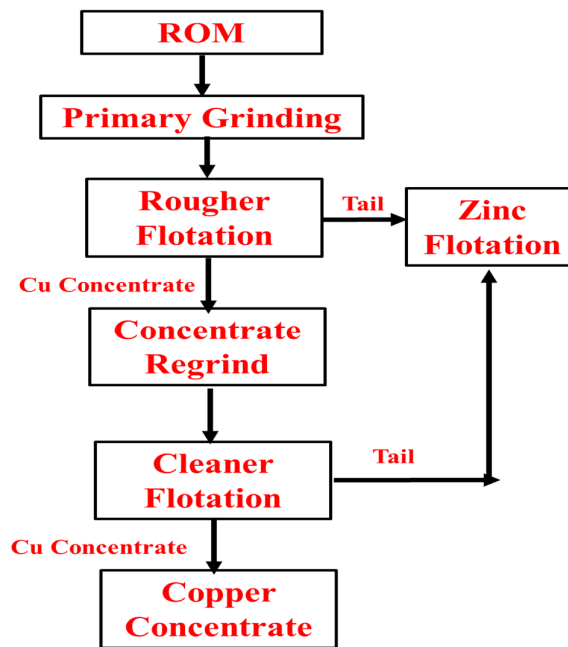 ROM
Primary Grinding
Rougher
Flotation
Tail
Zinc
Flotation
Cu Concentrate
Concentrate
Regrind
Cleaner
Flotation
Tail
Cu Concentrate
Copper
Concentrate